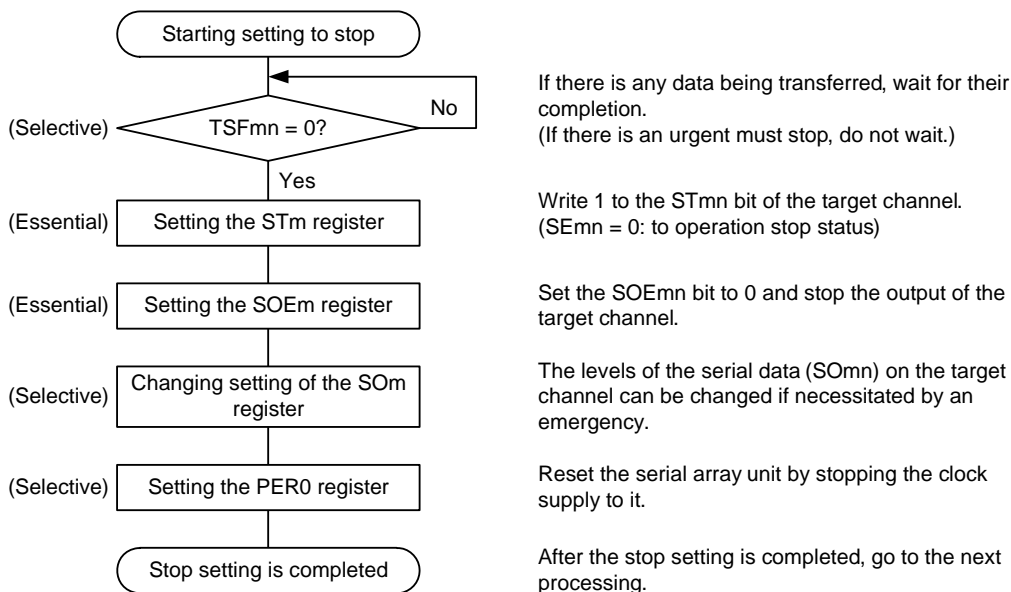 Starting setting to stop
No
(Selective)
TSFmn = 0?
If there is any data being transferred, wait for their
completion.
(If there is an urgent must stop, do not wait.)
Yes
(Essential)
Setting the STm register
Write 1 to the STmn bit of the target channel.
(SEmn = 0: to operation stop status)
(Essential)
Setting the SOEm register
Set the SOEmn bit to 0 and stop the output of the
target channel.
(Selective)
Changing setting of the SOm
register
The levels of the serial data (SOmn) on the target
channel can be changed if necessitated by an
emergency.
(Selective)
Setting the PER0 register
Reset the serial array unit by stopping the clock
supply to it.
Stop setting is completed
After the stop setting is completed, go to the next
processing.